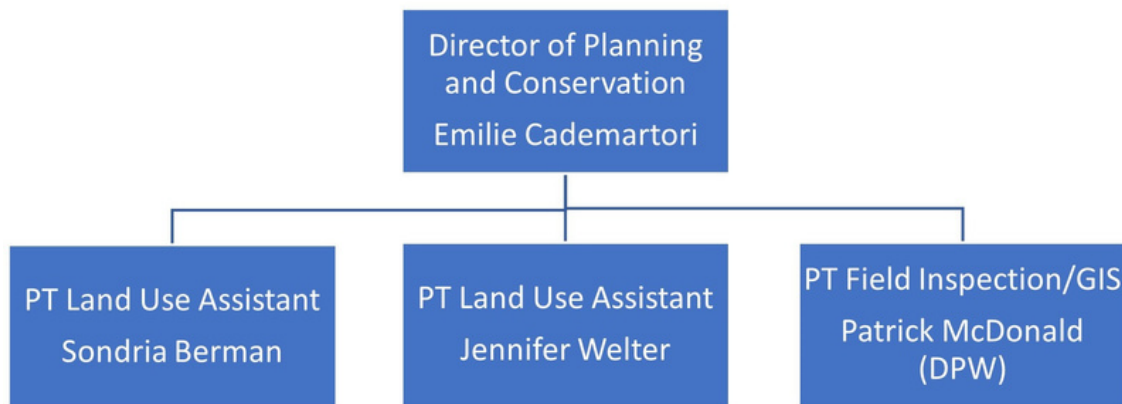 Director of Planning
and Conservation
Emilie Cademartori
PT Land Use Assistant
Sondria Berman
PT Land Use Assistant
Jennifer Welter
PT Field Inspection/GIS
Patrick McDonald
(DPW)